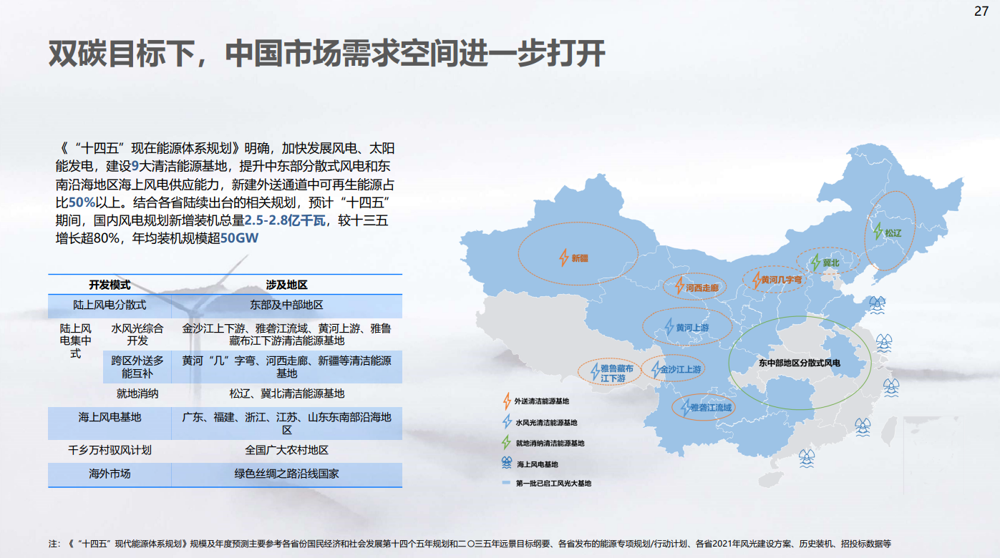 27
双碳目标下，中国市场需求空间进一步打开
《“十四五”现在能源体系规划》明确，加快发展风电、太阳
能发电，建设9大清洁能源基地，提升中东部分散式风电和东
南沿海地区海上风电供应能力，新建外送通道中可再生能源占
比50%以上。结合各省陆续出台的相关规划，预计“十四五”
期间，国内风电规划新增装机总量2.5-2.8亿千瓦，较十三五
增长超80%，年均装机规模超50GW
开发模式 涉及地区
陆上风电分散式 东部及中部地区
陆上风
电集中
式
水风光综合
开发
金沙江上下游、雅砻江流域、黄河上游、雅鲁
藏布江下游清洁能源基地
跨区外送多
能互补
黄河“几”字弯、河西走廊、新疆等清洁能源
基地
就地消纳 松辽、冀北清洁能源基地
海上风电基地 广东、福建、浙江、江苏、山东东南部沿海地
区
千乡万村驭风计划 全国广大农村地区
海外市场 绿色丝绸之路沿线国家
松辽
新疆
冀北
黄河几字弯
河西走廊
黄河上游
东中部地区分散式风电
雅鲁藏布
江下游
金沙江上游
雅砻江流域
外送清洁能源基地
水风光清洁能源基地
就地消纳清洁能源基地
海上风电基地
第一批已启工风光大基地
注：《“十四五”现代能源体系规划》规模及年度预测主要参考各省份国民经济和社会发展第十四个五年规划和二〇三五年远景目标纲要、各省发布的能源专项规划/行动计划、各省2021年风光建设方案、历史装机、招投标数据等